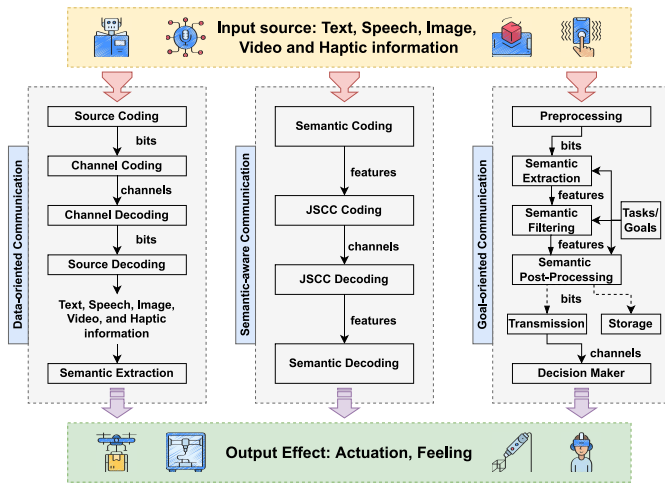 Input source: Text, Speech, Image,
Video and Haptic information
Data-oriented Communication
Source Coding
bits
Channel Coding
channels
Channel Decoding
bits
Source Decoding
Text, Speech, Image,
Video, and Haptic
information
Semantic Extraction
Semantic-aware Communication
Semantic Coding
features
JSCC Coding
channels
JSCC Decoding
features
Semantic Decoding
Goal-oriented Communication
Preprocessing
bits
Semantic
Extraction
features
Semantic
Filtering
Tasks/
Goals
features
Semantic
Post-Processing
bits
Transmission
Storage
channels
Decision Maker
Output Effect: Actuation, Feeling